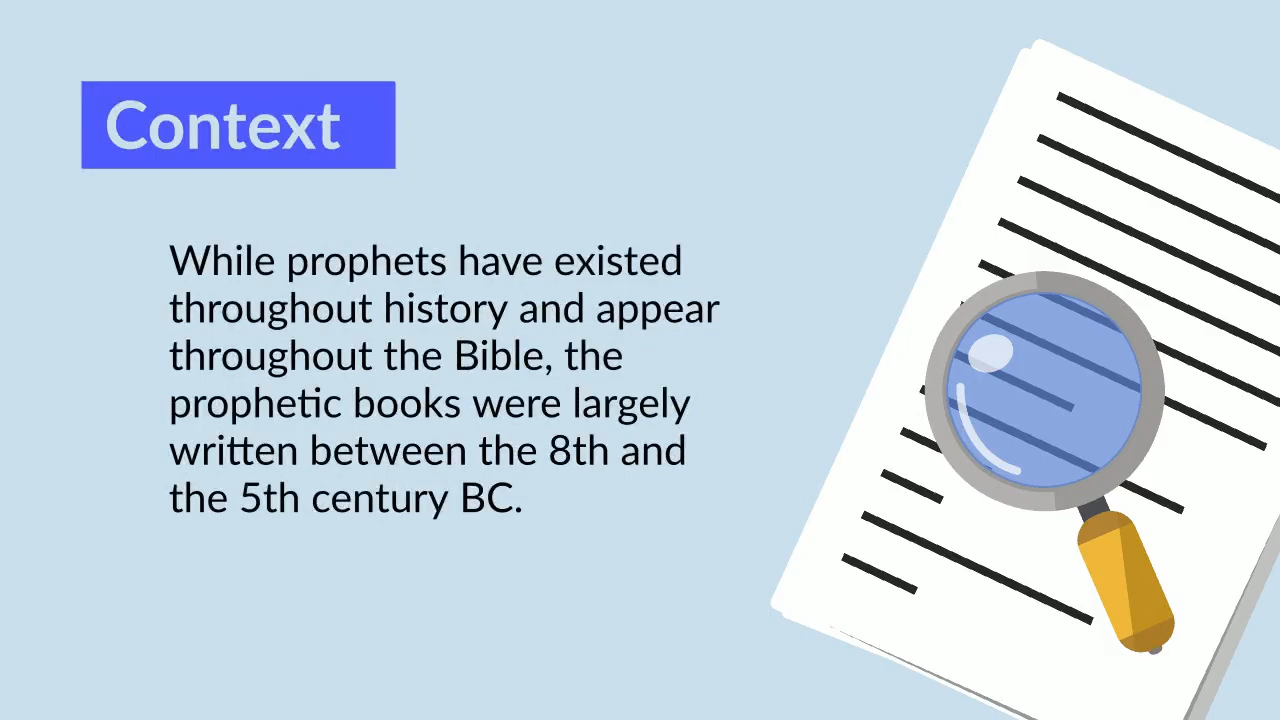 Context
While prophets have existed
throughout history and appear
throughout the Bible, the
prophetic books were largely
written between the 8th and
the 5th century BC.